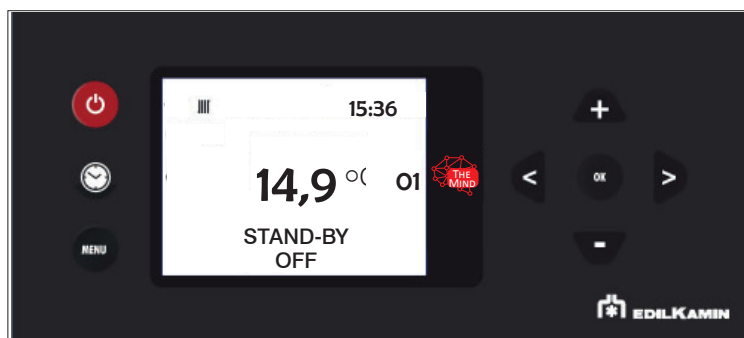 15:36
14,9 °C 01
THE
MIND
OK
MENU
STAND-BY
OFF
EDILKAMIN